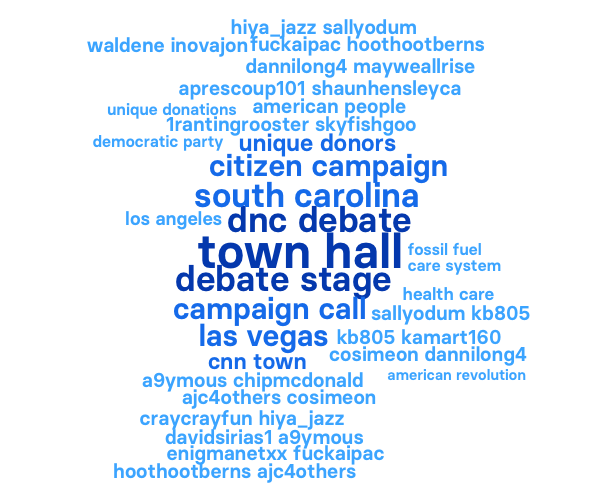 hiya_jazz sallyodum
waldene inovajon
fuckaipac hoothootberns
dannilong4 mayweallrise
aprescoup101 shaunhensleyca
unique donations
american people
1rantingrooster skyfishgoo
democratic party
unique donors
citizen campaign
south carolina
los angeles
dnc debate
town hall
fossil fuel
care system
debate stage
health care
campaign call
sallyodum kb805
las vegas
kb805 kamart160
cosimeon dannilong4
cnn town
american revolution
a9ymous chipmcdonald
ajc4others cosimeon
craycrayfun hiya_jazz
davidsirias1 a9ymous
enigmanetxx fuckaipac
hoothootberns ajc4others